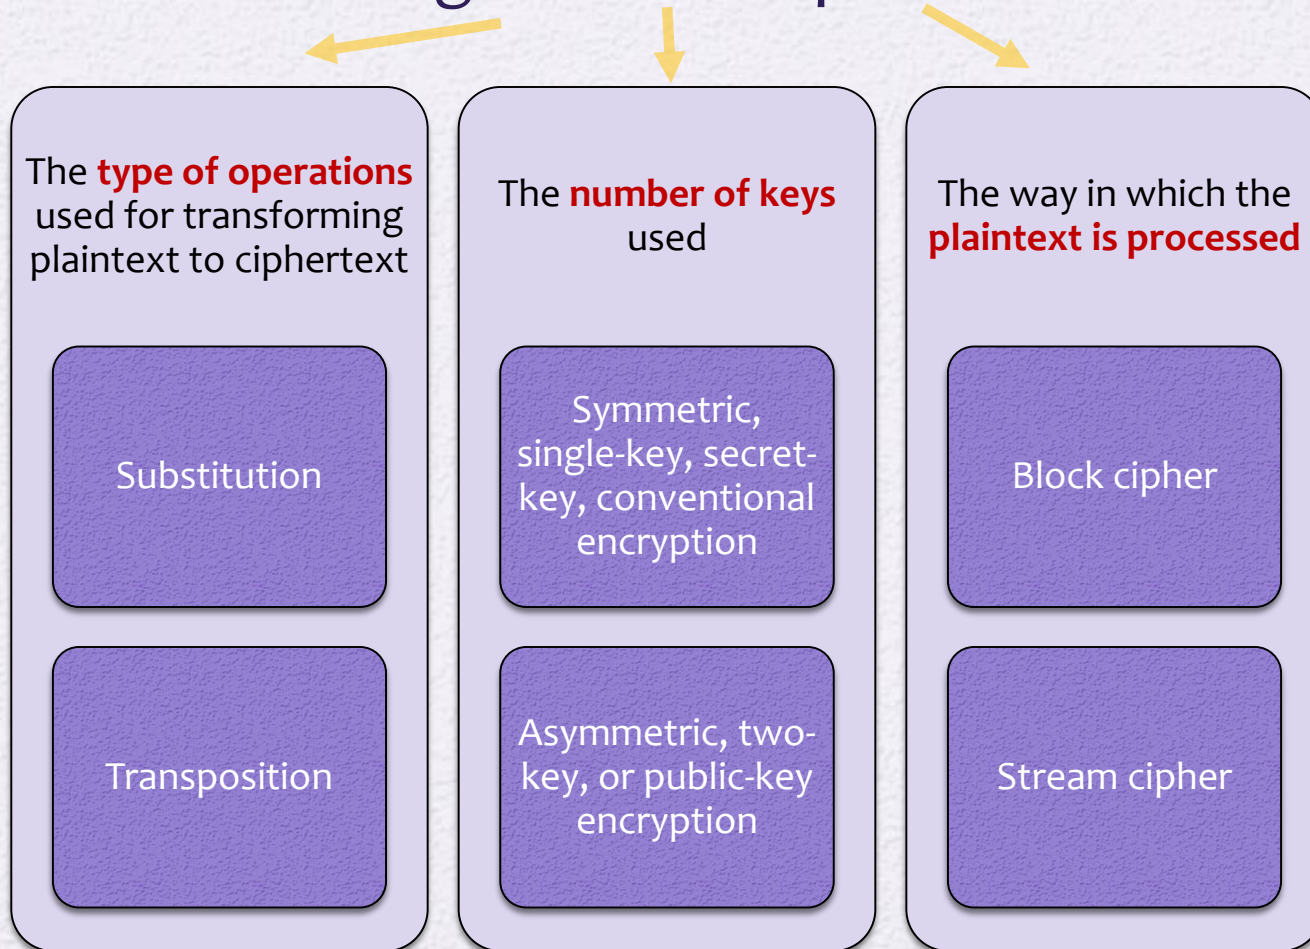 The type of operations
used for transforming
plaintext to ciphertext
Substitution
Transposition
The number of keys
used
Symmetric,
single-key, secret-
key, conventional
encryption
Asymmetric, two-
key, or public-key
encryption
The way in which the
plaintext is processed
Block cipher
Stream cipher